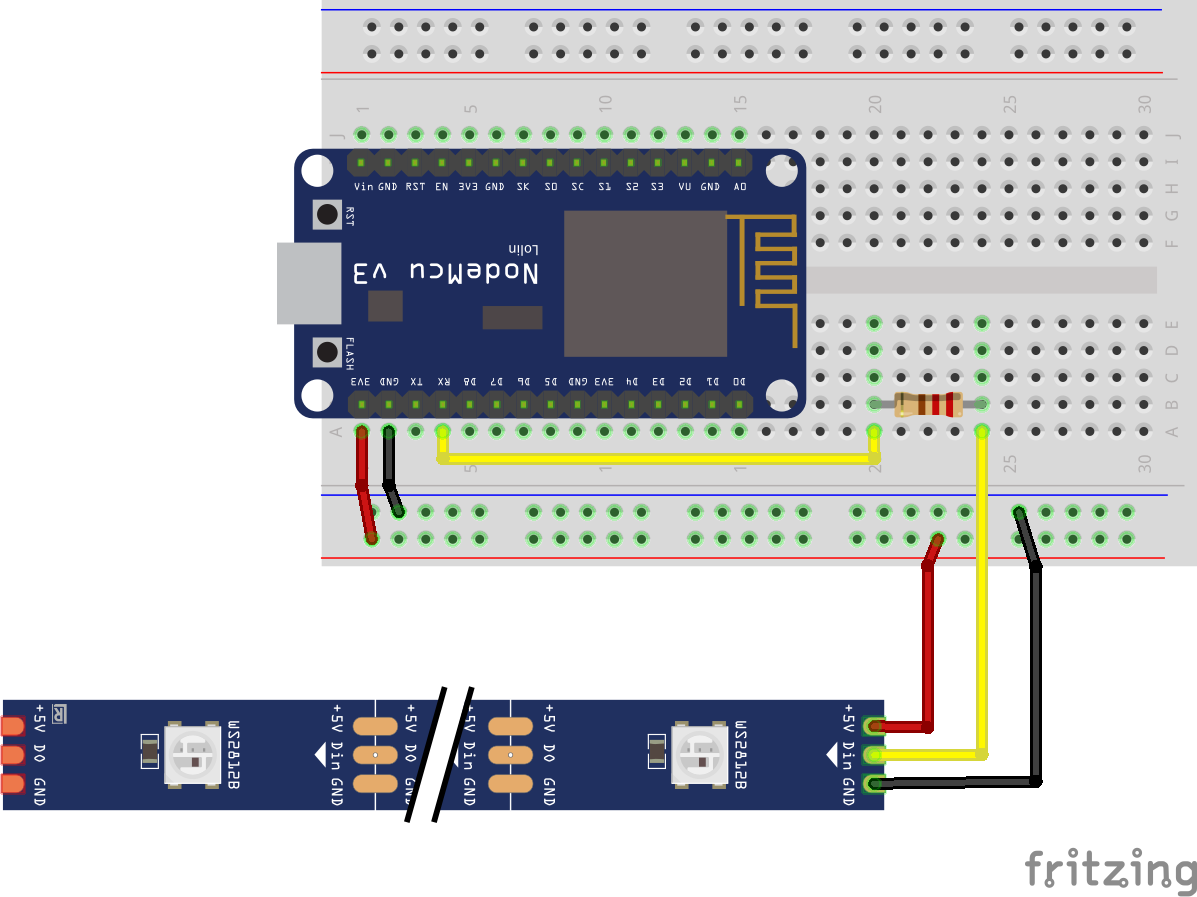 1 5 10 15 20 25 30
J J
I
H
G
F
Vin GND RST EN 3V3 GND SK SO SC S1 S2 S3 VU GND A0
RST
Lolin
NodeMcu v3
FLASH
3V3 GND TX RX D8 D7 D6 D5 GND 3V3 D4 D3 D2 D1 D0
E
D
C
B
A A
5 1 1 2 25 30
+5V DO GND
WS2812B
+5V Din GND
+5V DO GND
+5V Din GND
+5V DO GND
WS2812B
+5V Din GND
fritzing